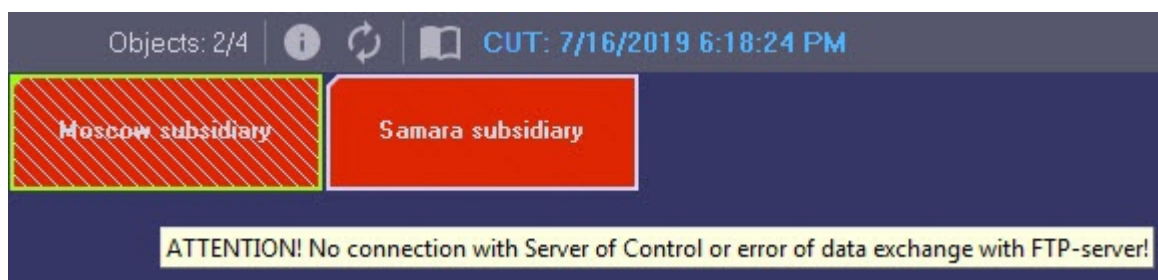 Objects: 2/4 CUT: 7/16/2019 6:18:24 PM
Moscow subsidiary Samara subsidiary
ATTENTION! No connection with Server of Control or error of data exchange with FTP-server!